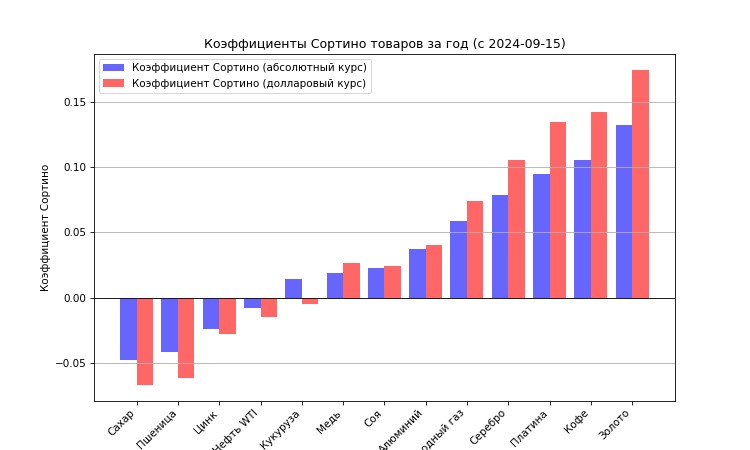 Коэффициенты Сортино товаров за год (с 2024-09-15)
Коэффициент Сортино (абсолютный курс)
Коэффициент Сортино (долларовый курс)
Коэффициент Сортино
0.15
0.10
0.05
0.00
−0.05
Сахар
Пшеница
Цинк
Нефть WTI
Кукуруза
Медь
Соя
Алюминий
газ
Серебро
Платина
Кофе
Золото